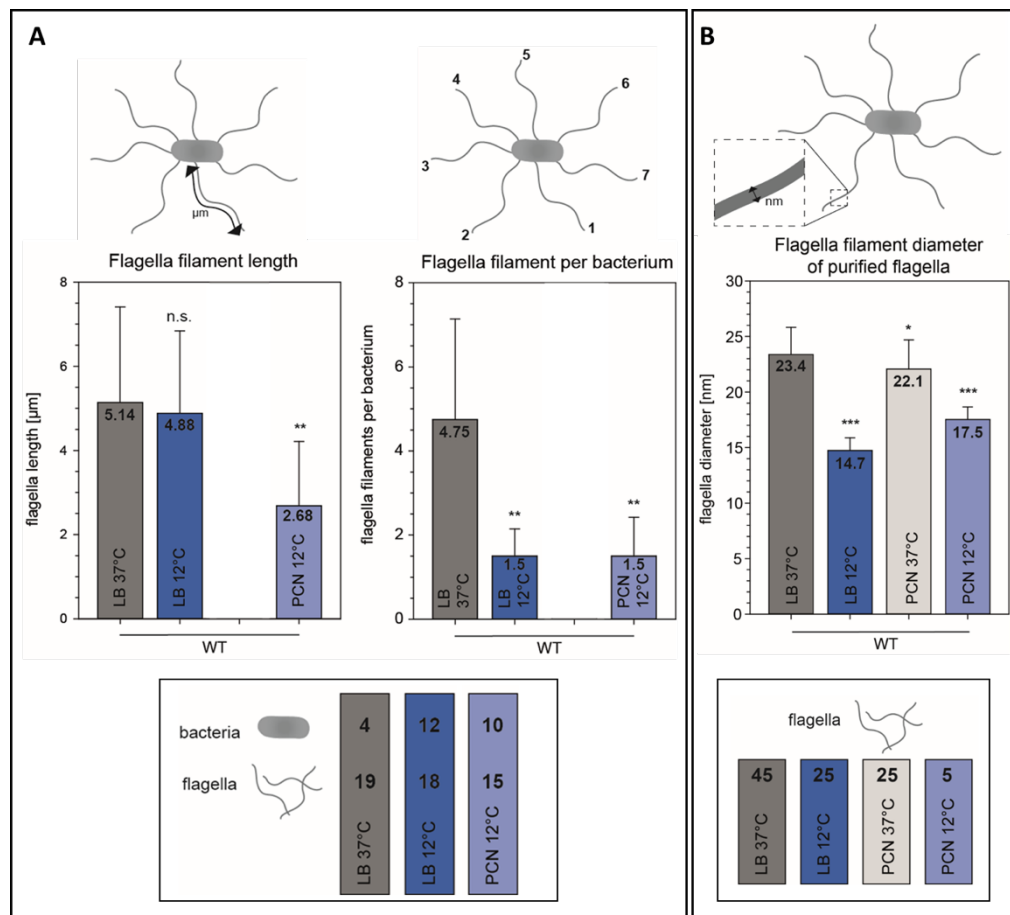 A
µm
1
2
3
4
5
6
7
Flagella filament length
flagella length [µm]
8
6
4
2
0
5.14
LB 37°C
n.s.
4.88
LB 12°C
**
2.68
PCN 12°C
WT
Flagella filament per bacterium
flagella filaments per bacterium
8
6
4
2
0
4.75
LB
37°C
**
1.5
LB
12°C
**
1.5
PCN
12°C
WT
bacteria
4
12
10
flagella
19
18
15
LB 37°C
LB 12°C
PCN 12°C
B
nm
Flagella filament diameter
of purified flagella
flagella diameter [nm]
30
25
20
15
10
5
0
23.4
LB 37°C
***
14.7
LB 12°C
*
22.1
PCN 37°C
***
17.5
PCN 12°C
WT
flagella
45
25
25
5
LB 37°C
LB 12°C
PCN 37°C
PCN 12°C